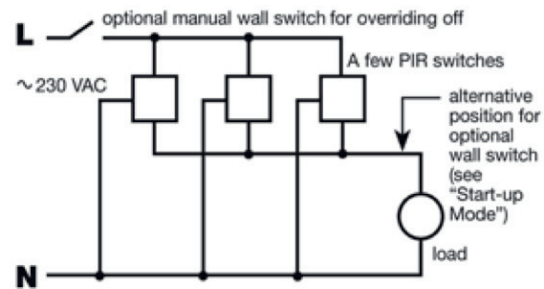 optional manual wall switch for overriding off
L
A few PIR switches
~230 VAC
alternative
position for
optional
wall switch
(see
“Start-up
Mode”)
load
N